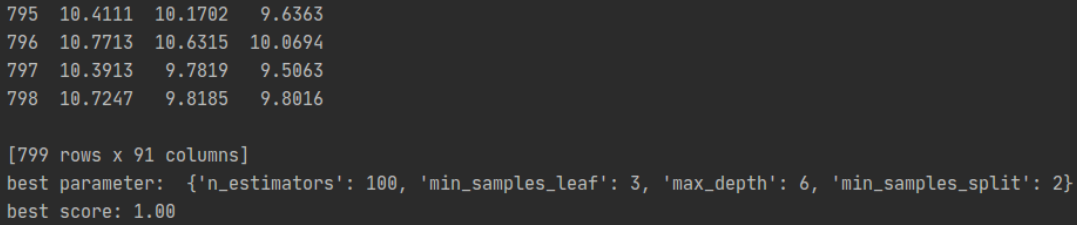 795  10.4111  10.1702   9.6363
796  10.7713  10.6315  10.0694
797  10.3913   9.7819   9.5063
798  10.7247   9.8185   9.8016
[799 rows x 91 columns]
best parameter:  {'n_estimators': 100, 'min_samples_leaf': 3, 'max_depth': 6, 'min_samples_split': 2}
best score: 1.00